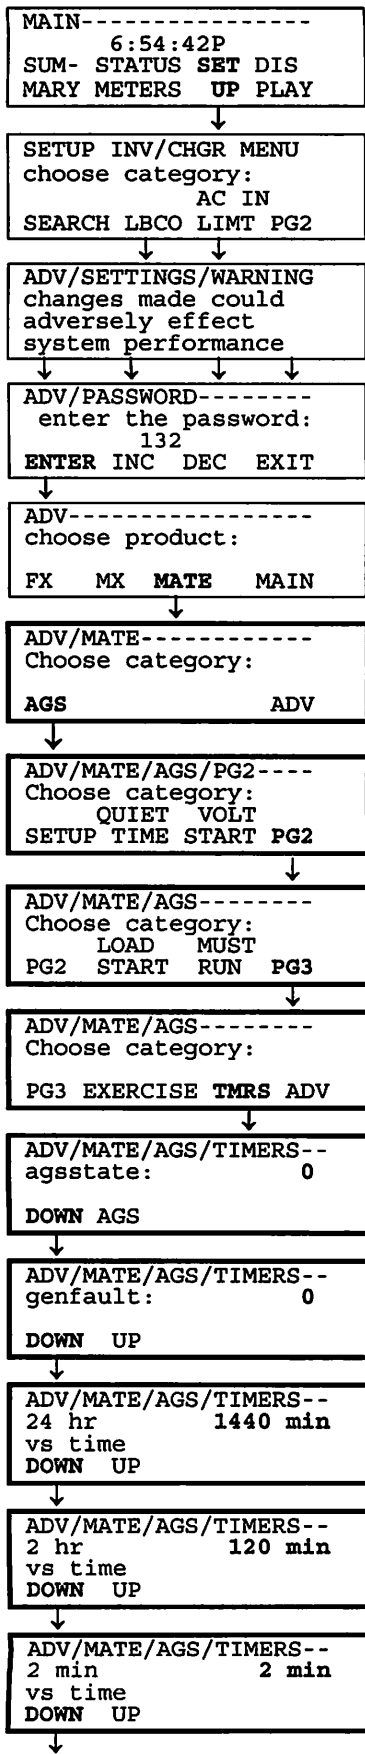 MAIN----------------
6:54:42P
SUM- STATUS SET DIS
MARY METERS UP PLAY
SETUP INV/CHGR MENU
choose category:
AC IN
SEARCH LBCO LIMT PG2
ADV/SETTINGS/WARNING
changes made could
adversely effect
system performance
ADV/PASSWORD--------
enter the password:
132
ENTER INC DEC EXIT
ADV-----------------
choose product:
FX MX MATE MAIN
ADV/MATE------------
Choose category:
AGS ADV
ADV/MATE/AGS/PG2----
Choose category:
QUIET VOLT
SETUP TIME START PG2
ADV/MATE/AGS--------
Choose category:
LOAD MUST
PG2 START RUN PG3
ADV/MATE/AGS--------
Choose category:
PG3 EXERCISE TMRS ADV
ADV/MATE/AGS/TIMERS--
agsstate: 0
DOWN AGS
ADV/MATE/AGS/TIMERS--
genfault: 0
DOWN UP
ADV/MATE/AGS/TIMERS--
24 hr 1440 min
vs time
DOWN UP
ADV/MATE/AGS/TIMERS--
2 hr 120 min
vs time
DOWN UP
ADV/MATE/AGS/TIMERS--
2 min 2 min
vs time
DOWN UP